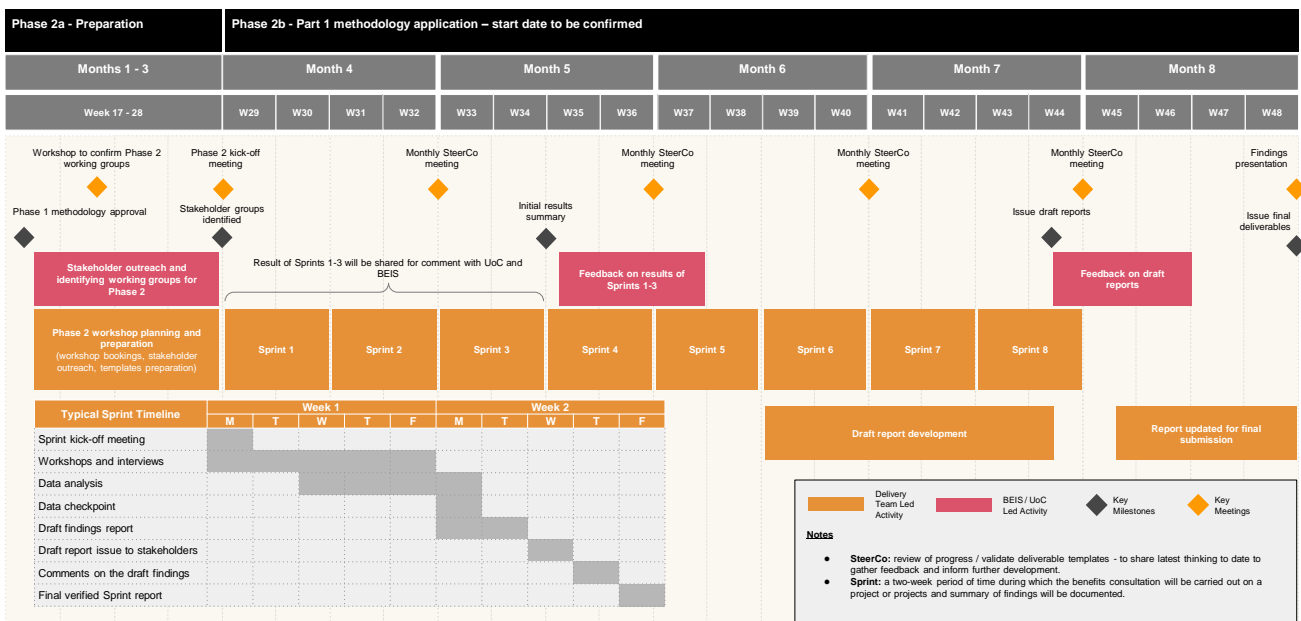 Phase 2a - Preparation
Phase 2b - Part 1 methodology application – start date to be confirmed
Months 1 - 3
Month 4
Month 5
Month 6
Month 7
Month 8
Week 17 - 28
W29
W30
W31
W32
W33
W34
W35
W36
W37
W38
W39
W40
W41
W42
W43
W44
W45
W46
W47
W48
Workshop to confirm Phase 2
working groups
Phase 2 kick-off
meeting
Monthly SteerCo
meeting
Monthly SteerCo
meeting
Monthly SteerCo
meeting
Monthly SteerCo
meeting
Findings
presentation
Phase 1 methodology approval
Stakeholder groups
identified
Initial results
summary
Issue draft reports
Issue final
deliverables
Stakeholder outreach and
identifying working groups for
Phase 2
Result of Sprints 1-3 will be shared for comment with UoC and
BEIS
Feedback on results of
Sprints 1-3
Feedback on draft
reports
Phase 2 workshop planning and
preparation
(workshop bookings, stakeholder
outreach, templates preparation)
Sprint 1
Sprint 2
Sprint 3
Sprint 4
Sprint 5
Sprint 6
Sprint 7
Sprint 8
Typical Sprint Timeline
Week 1
Week 2
M
T
W
T
F
M
T
W
T
F
Sprint kick-off meeting
Workshops and interviews
Data analysis
Data checkpoint
Draft findings report
Draft report issue to stakeholders
Comments on the draft findings
Final verified Sprint report
Draft report development
Report updated for final
submission
Delivery
Team Led
Activity
BEIS / UoC
Led Activity
Key
Milestones
Key
Meetings
Notes
● SteerCo: review of progress / validate deliverable templates - to share latest thinking to date to
gather feedback and inform further development.
● Sprint: a two-week period of time during which the benefits consultation will be carried out on a
project or projects and summary of findings will be documented.